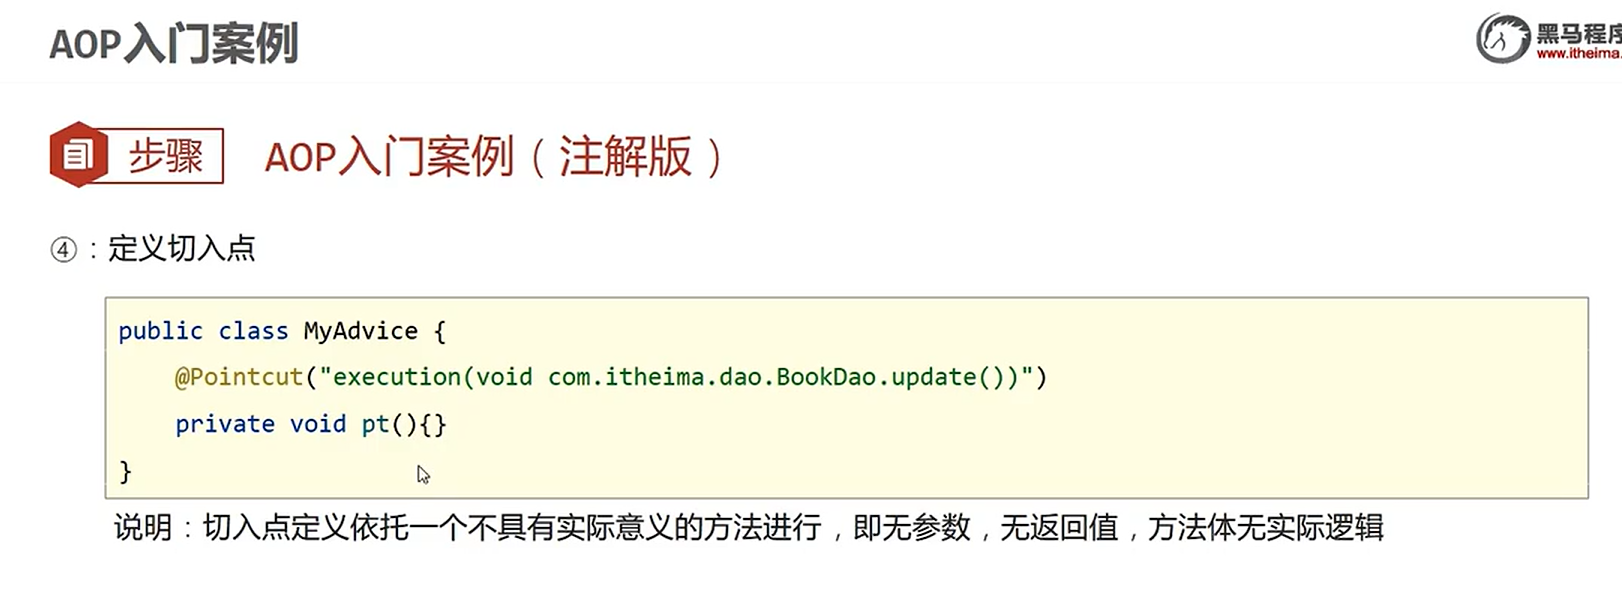 AOP入门案例
黑马程序
www.itheima.
步骤
AOP入门案例（注解版）
④：定义切入点
public class MyAdvice {
    @Pointcut("execution(void com.itheima.dao.BookDao.update())")
    private void pt(){}
}
说明：切入点定义依托一个不具有实际意义的方法进行，即无参数，无返回值，方法体无实际逻辑